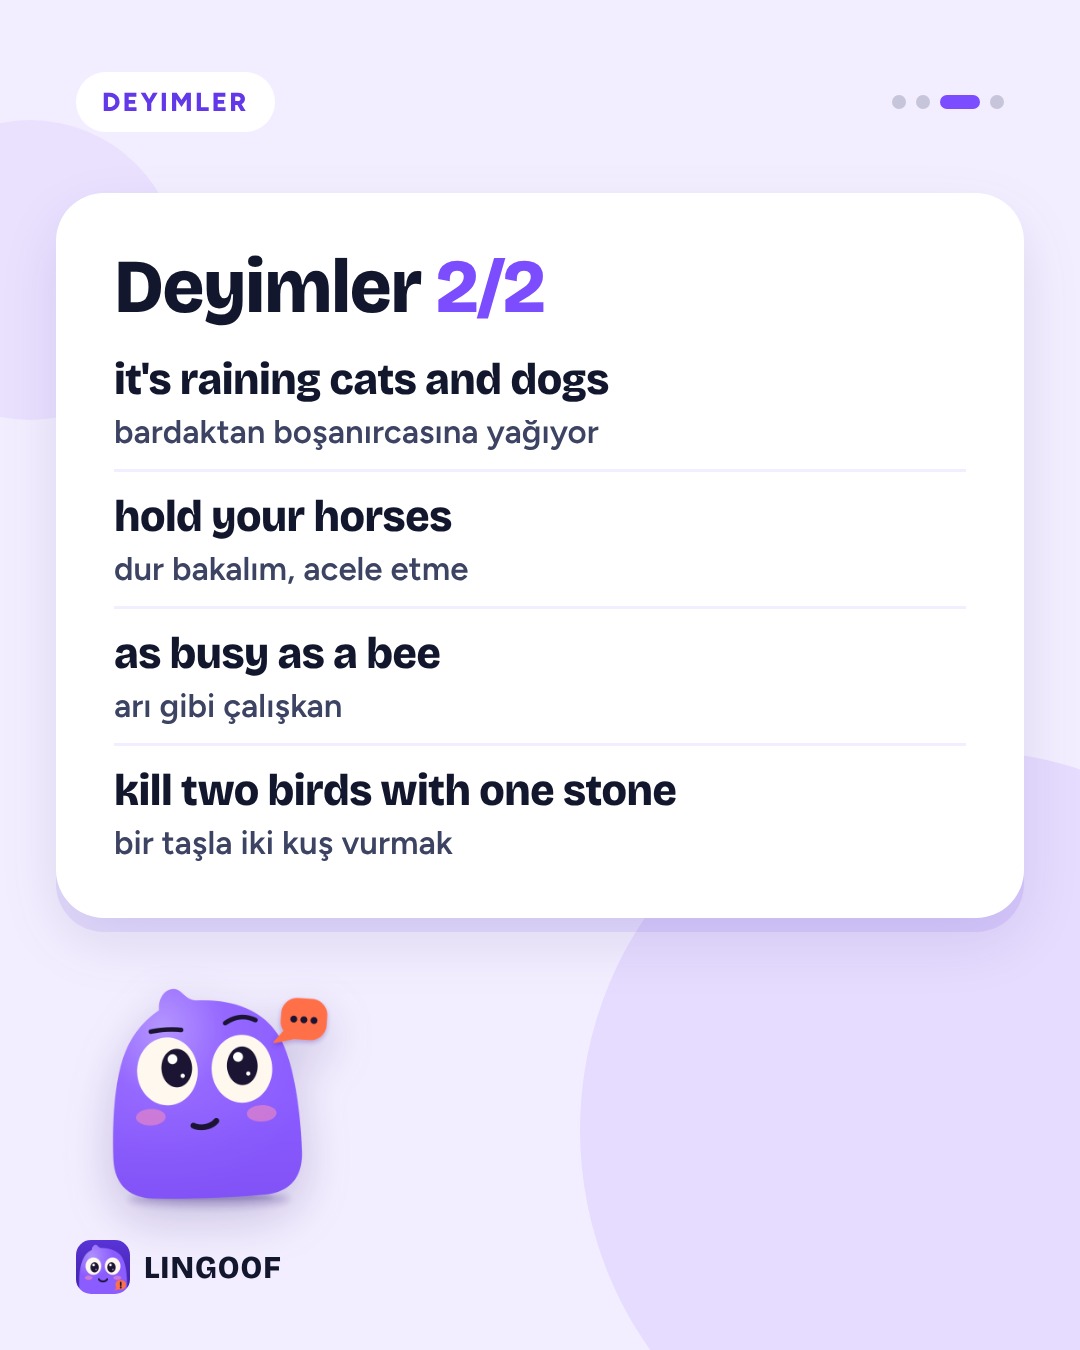 DEYIMLER
Deyimler 2/2
it's raining cats and dogs
bardaktan boşanırcasına yağıyor
hold your horses
dur bakalım, acele etme
as busy as a bee
arı gibi çalışkan
kill two birds with one stone
bir taşla iki kuş vurmak
LINGOOF